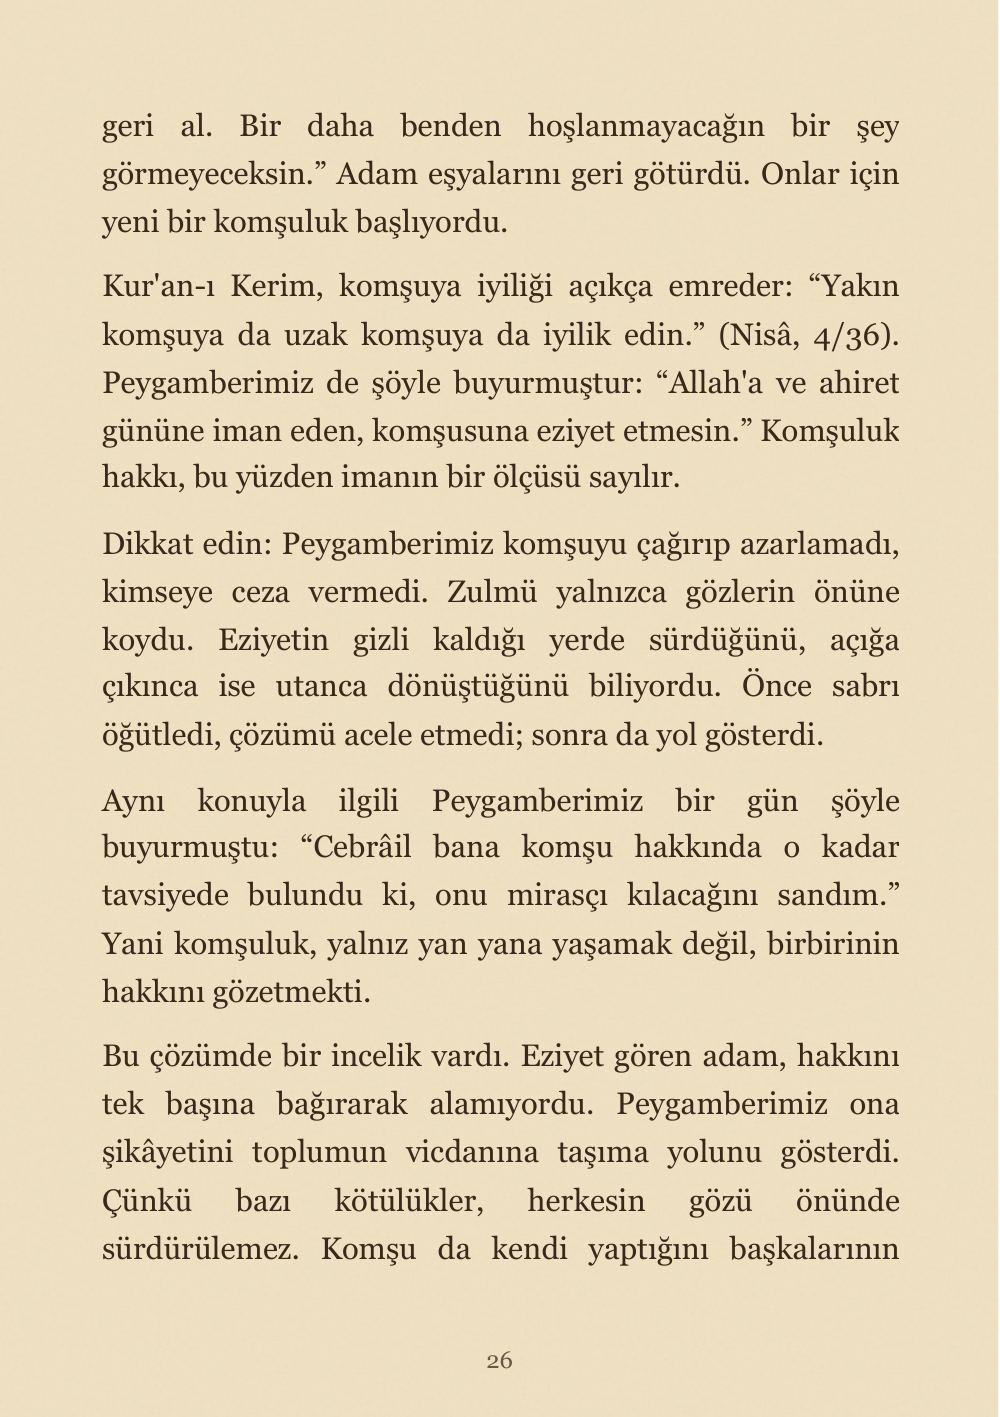 geri al. Bir daha benden hoşlanmayacağın bir şey
görmeyeceksin.” Adam eşyalarını geri götürdü. Onlar için
yeni bir komşuluk başlıyordu.
Kur'an-ı Kerim, komşuya iyiliği açıkça emreder: “Yakın
komşuya da uzak komşuya da iyilik edin.” (Nisâ, 4/36).
Peygamberimiz de şöyle buyurmuştur: “Allah'a ve ahiret
gününe iman eden, komşusuna eziyet etmesin.” Komşuluk
hakkı, bu yüzden imanın bir ölçüsü sayılır.
Dikkat edin: Peygamberimiz komşuyu çağırıp azarlamadı,
kimseye ceza vermedi. Zulmü yalnızca gözlerin önüne
koydu. Eziyetin gizli kaldığı yerde sürdüğünü, açığa
çıkınca ise utanca dönüştüğünü biliyordu. Önce sabrı
öğütledi, çözümü acele etmedi; sonra da yol gösterdi.
Aynı konuyla ilgili Peygamberimiz bir gün şöyle
buyurmuştu: “Cebrâil bana komşu hakkında o kadar
tavsiyede bulundu ki, onu mirasçı kılacağını sandım.”
Yani komşuluk, yalnız yan yana yaşamak değil, birbirinin
hakkını gözetmekti.
Bu çözümde bir incelik vardı. Eziyet gören adam, hakkını
tek başına bağırarak alamıyordu. Peygamberimiz ona
şikâyetini toplumun vicdanına taşıma yolunu gösterdi.
Çünkü bazı kötülükler, herkesin gözü önünde
sürdürülemez. Komşu da kendi yaptığını başkalarının
26